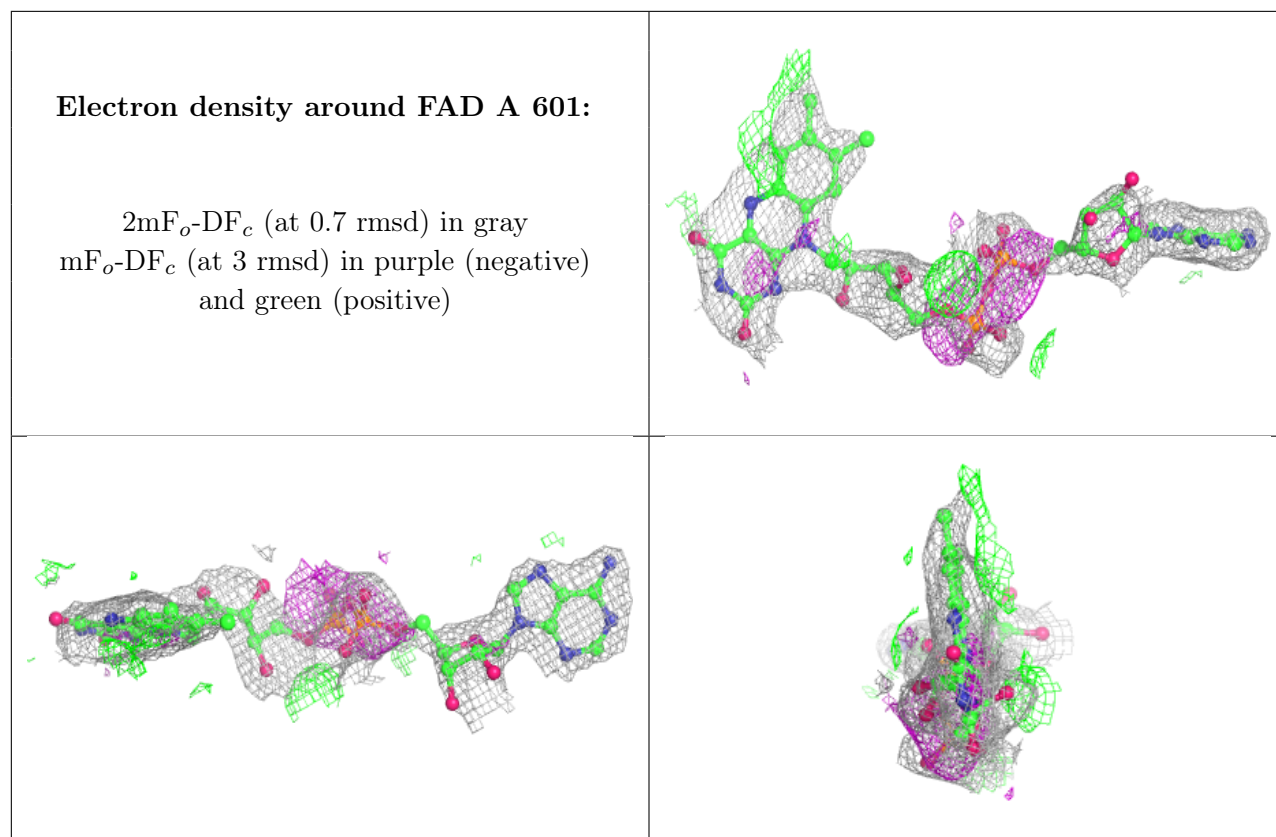 Electron density around FAD A 601:
2mFo-DFc (at 0.7 rmsd) in gray
mFo-DFc (at 3 rmsd) in purple (negative)
and green (positive)